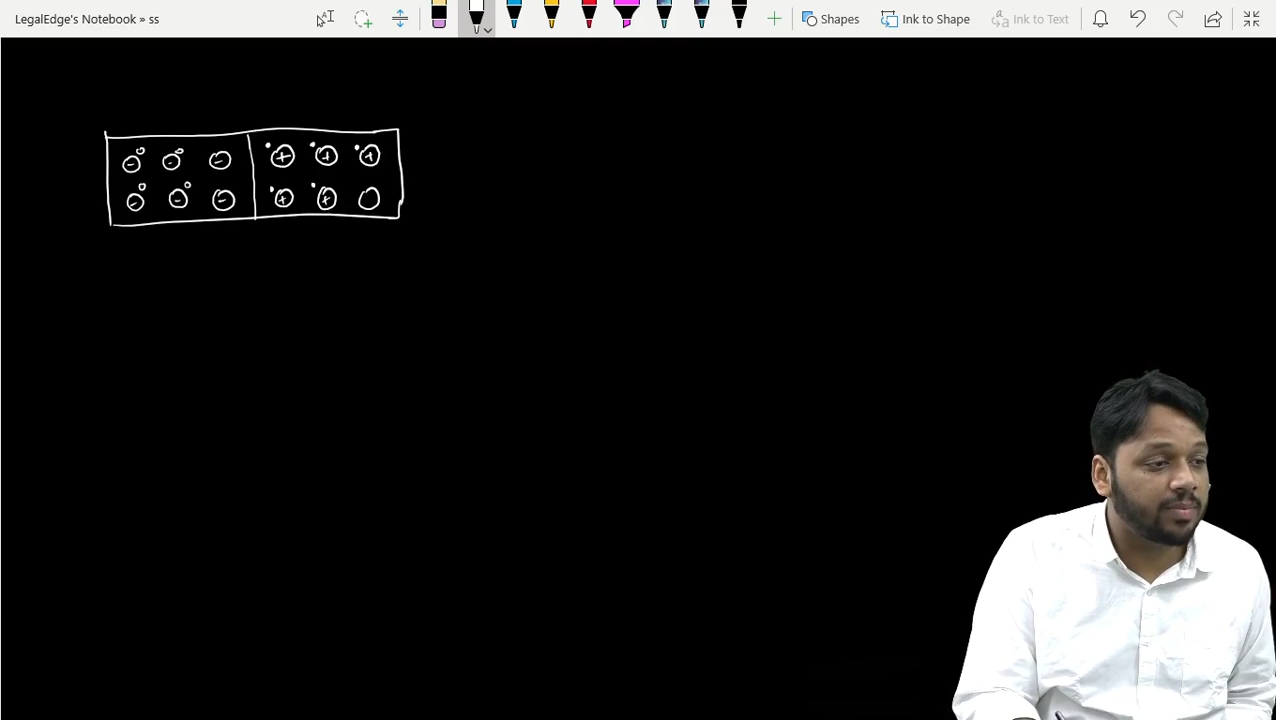 LegalEdge's Notebook » ss
Shapes
Ink to Shape
Ink to Text
- - - + + +
- - - + +